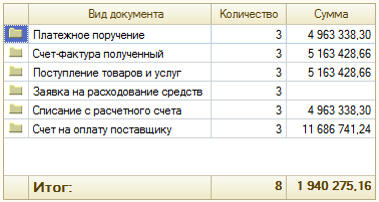 Вид документа Количество Сумма
Платежное поручение 3 4 963 338,30
Счет-фактура полученный 3 5 163 428,66
Поступление товаров и услуг 3 5 163 428,66
Заявка на расходование средств 3
Списание с расчетного счета 3 4 963 338,30
Счет на оплату поставщику 3 11 686 741,24
Итог: 8 1 940 275,16